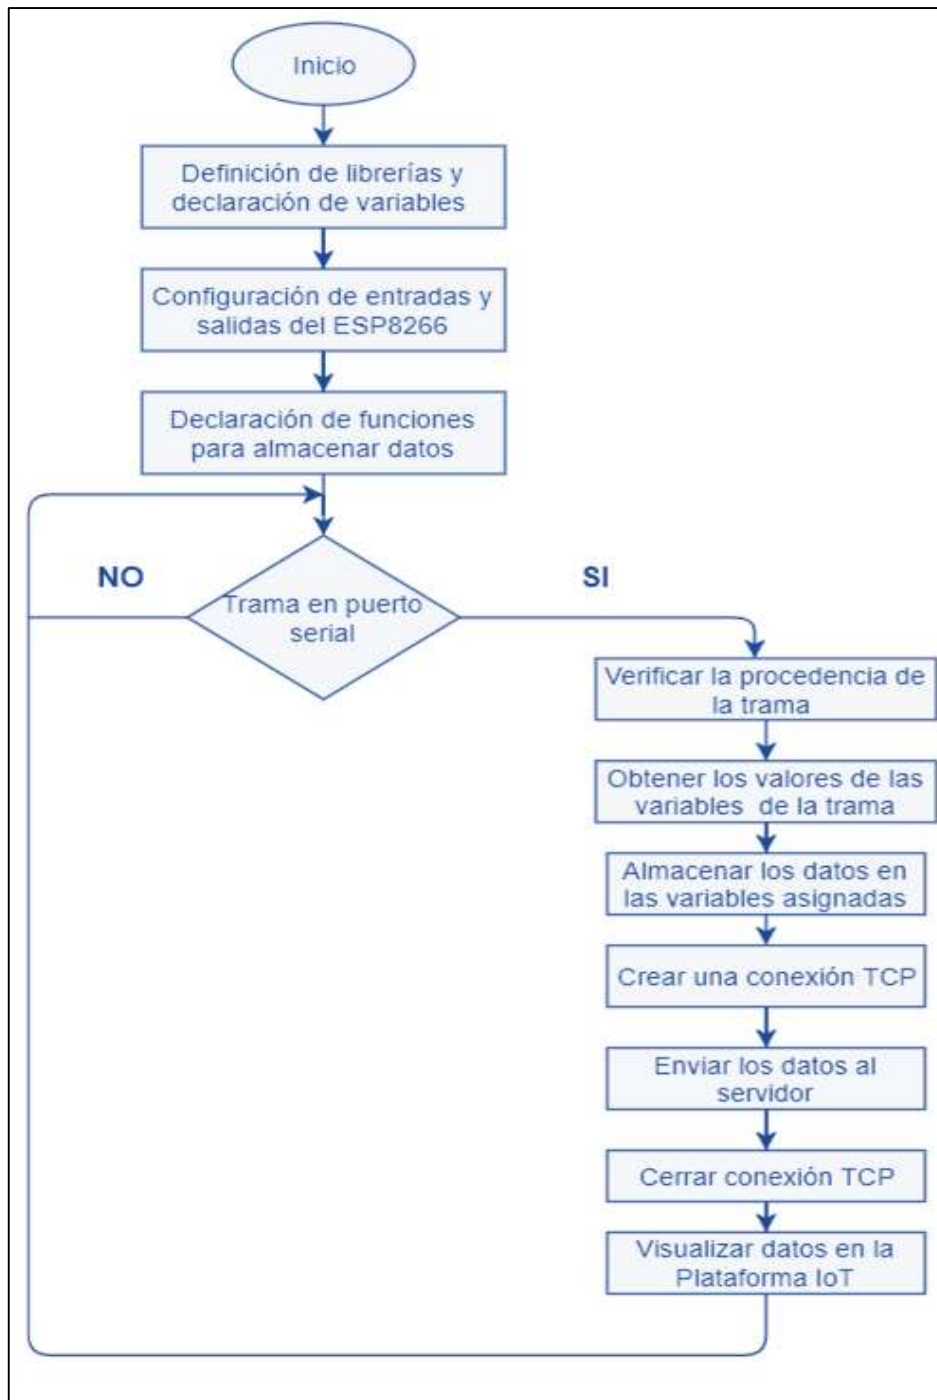 Inicio
Definición de librerías y
declaración de variables
Configuración de entradas y
salidas del ESP8266
Declaración de funciones
para almacenar datos
NO
SI
Trama en puerto
serial
Verificar la procedencia de
la trama
Obtener los valores de las
variables de la trama
Almacenar los datos en
las variables asignadas
Crear una conexión TCP
Enviar los datos al
servidor
Cerrar conexión TCP
Visualizar datos en la
Plataforma IoT